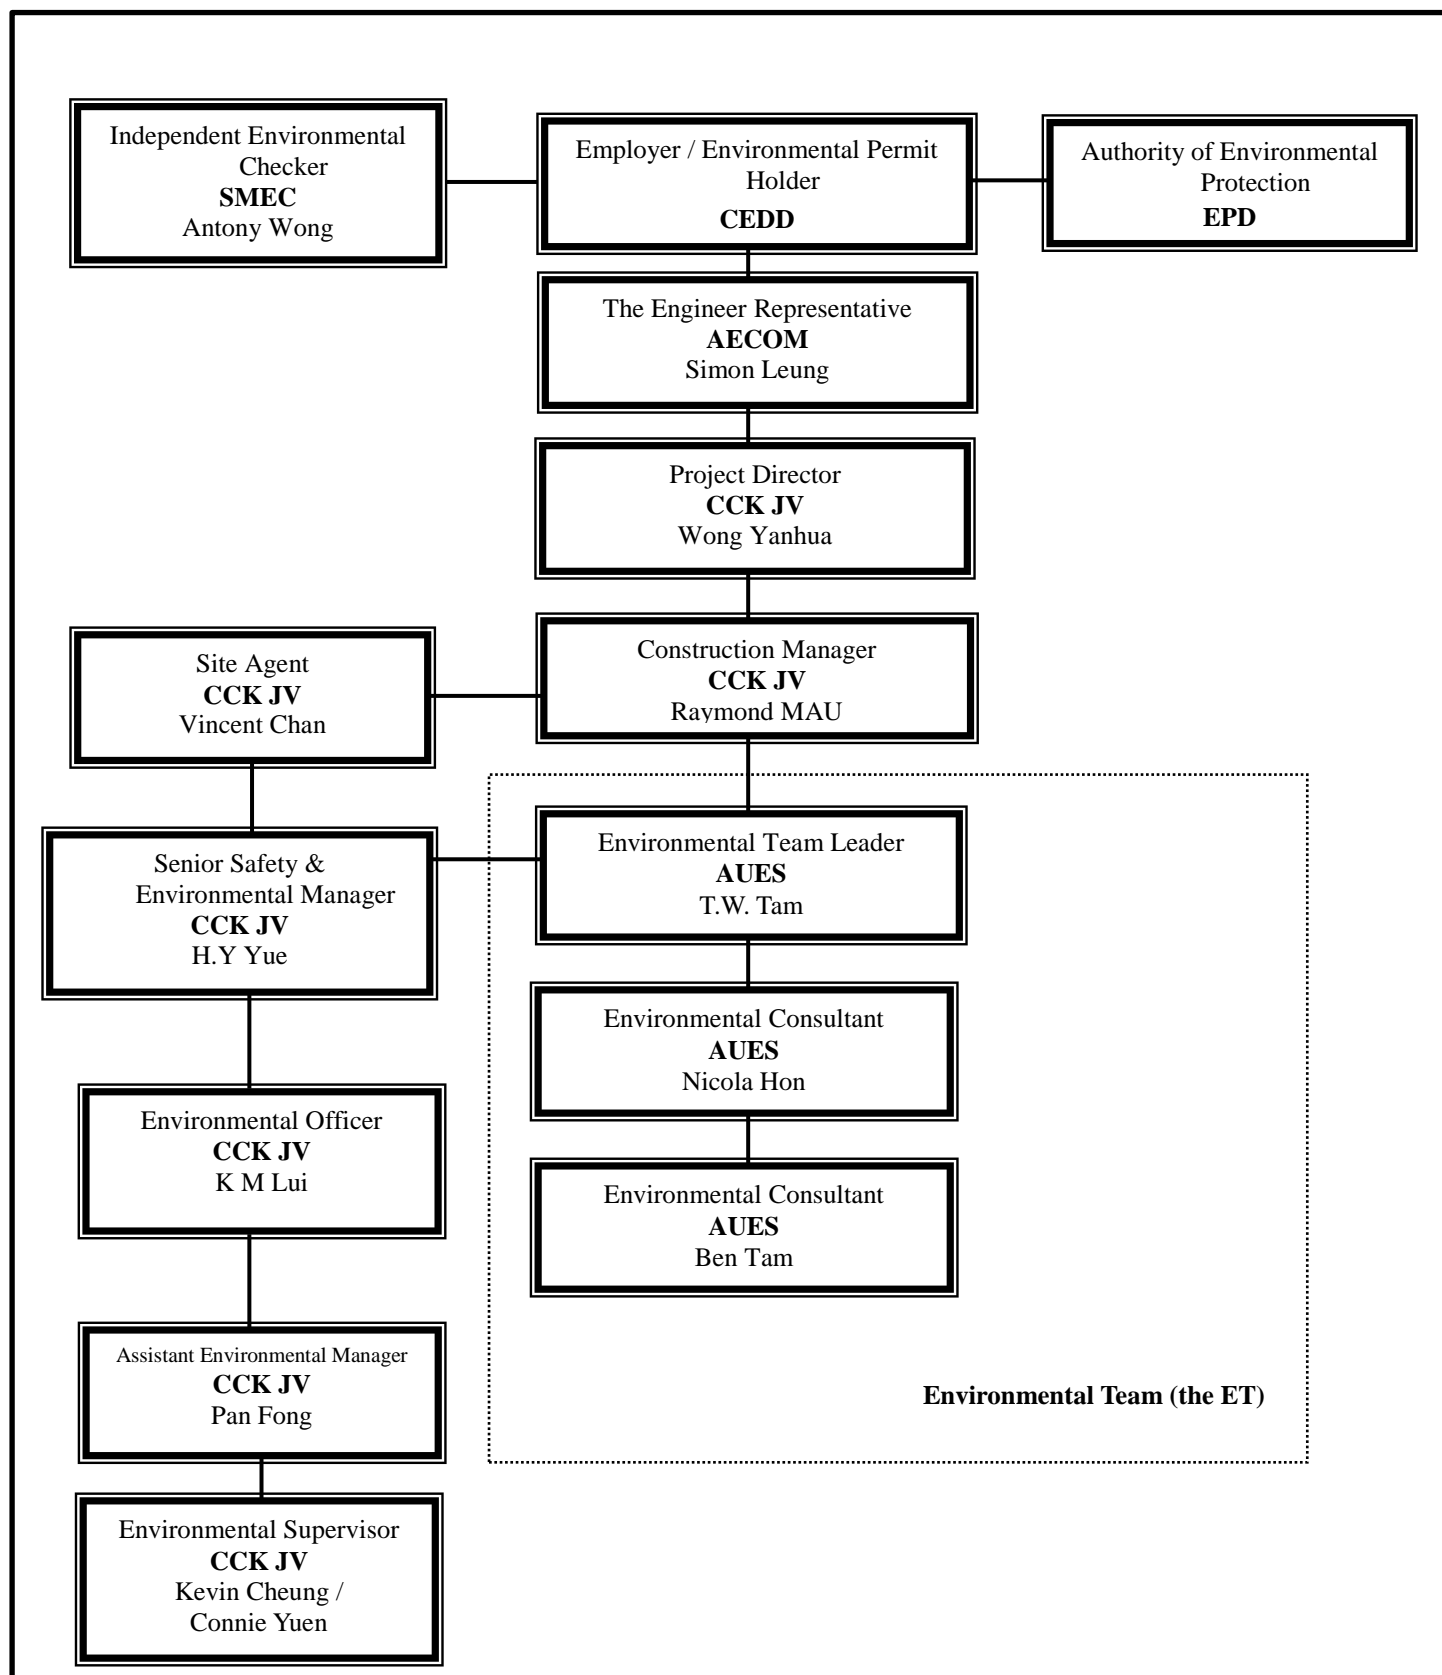 Independent Environmental
Checker
SMEC
Antony Wong
Employer / Environmental Permit
Holder
CEDD
Authority of Environmental
Protection
EPD
The Engineer Representative
AECOM
Simon Leung
Project Director
CCK JV
Wong Yanhua
Construction Manager
CCK JV
Raymond MAU
Site Agent
CCK JV
Vincent Chan
Senior Safety &
Environmental Manager
CCK JV
H.Y Yue
Environmental Team Leader
AUES
T.W. Tam
Environmental Consultant
AUES
Nicola Hon
Environmental Officer
CCK JV
K M Lui
Environmental Consultant
AUES
Ben Tam
Assistant Environmental Manager
CCK JV
Pan Fong
Environmental Team (the ET)
Environmental Supervisor
CCK JV
Kevin Cheung /
Connie Yuen